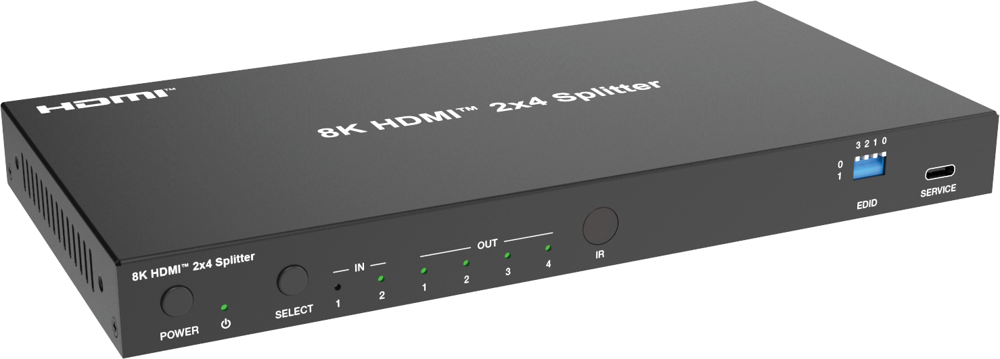 HDMI™
8K HDMI™ 2x4 Splitter
8K HDMI™ 2x4 Splitter
POWER
SELECT
IN
1 2
OUT
1 2 3 4
IR
3 2 1 0
0
1
EDID
SERVICE